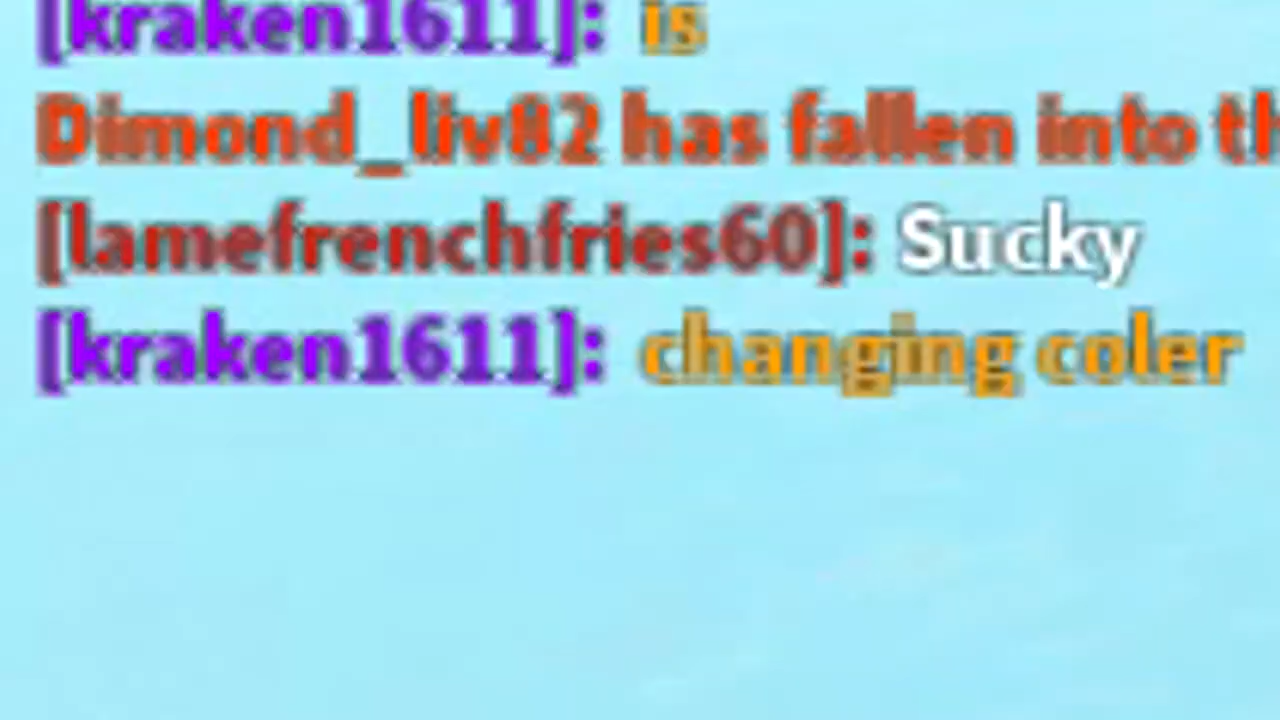 [kraken1611]: is
Dimond_liv82 has fallen into th
[lamefrenchfries60]: Sucky
[kraken1611]: changing coler